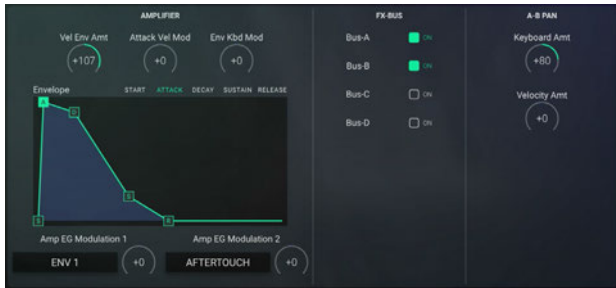 AMPLIFIER
Vel Env Amt Attack Vel Mod Env Kbd Mod
+107 +0 +0
Envelope START ATTACK DECAY SUSTAIN RELEASE
A
D
S
S R
Amp EG Modulation 1 Amp EG Modulation 2
ENV 1 +0 AFTERTOUCH +0
FX-BUS
Bus-A ON
Bus-B ON
Bus-C ON
Bus-D ON
A-B PAN
Keyboard Amt
+80
Velocity Amt
+0